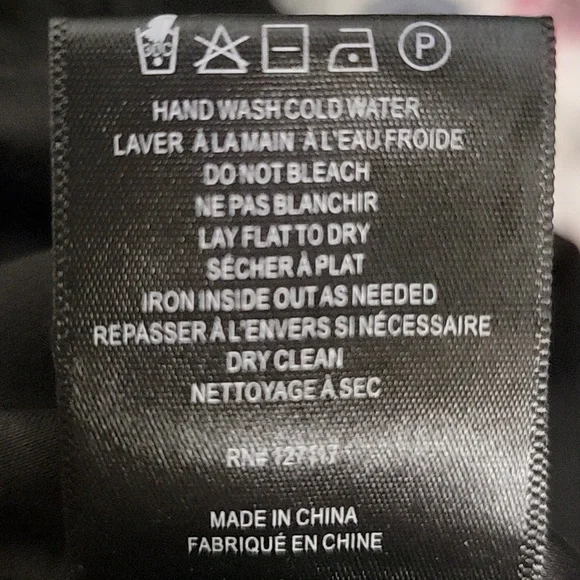 30C P
HAND WASH COLD WATER
LAVER À LA MAIN À L'EAU FROIDE
DO NOT BLEACH
NE PAS BLANCHIR
LAY FLAT TO DRY
SÉCHER À PLAT
IRON INSIDE OUT AS NEEDED
REPASSER À L'ENVERS SI NÉCESSAIRE
DRY CLEAN
NETTOYAGE À SEC
RN#
MADE IN CHINA
FABRIQUÉ EN CHINE